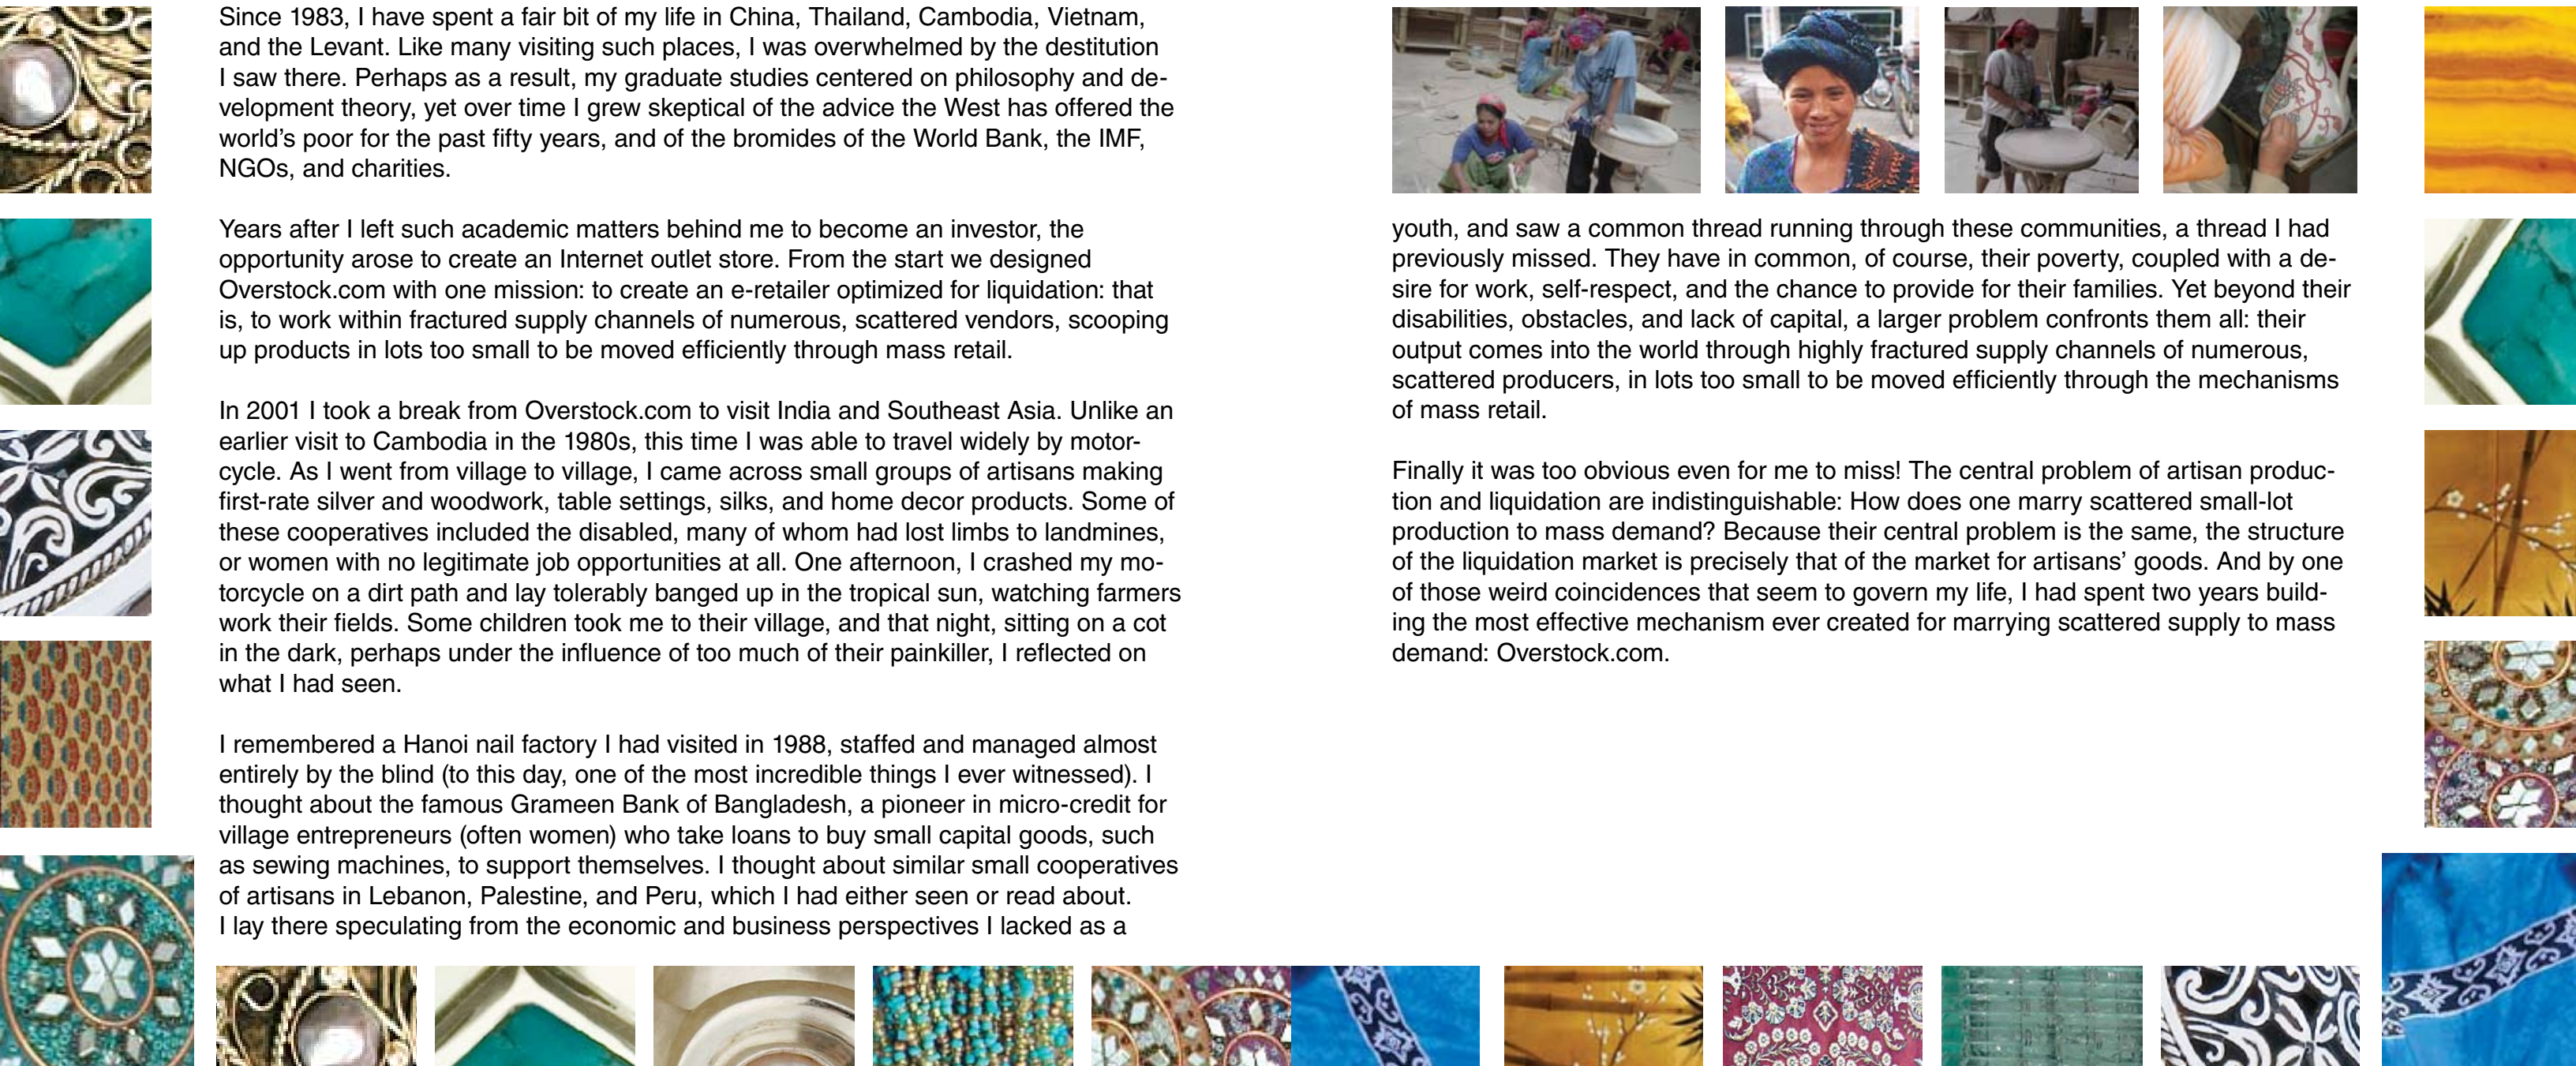 Since 1983, I have spent a fair bit of my life in China, Thailand, Cambodia, Vietnam,
and the Levant. Like many visiting such places, I was overwhelmed by the destitution
I saw there. Perhaps as a result, my graduate studies centered on philosophy and de-
velopment theory, yet over time I grew skeptical of the advice the West has offered the
world's poor for the past fifty years, and of the bromides of the World Bank, the IMF,
NGOs, and charities.

Years after I left such academic matters behind me to become an investor, the
opportunity arose to create an Internet outlet store. From the start we designed
Overstock.com with one mission: to create an e-retailer optimized for liquidation: that
is, to work within fractured supply channels of numerous, scattered vendors, scooping
up products in lots too small to be moved efficiently through mass retail.

In 2001 I took a break from Overstock.com to visit India and Southeast Asia. Unlike an
earlier visit to Cambodia in the 1980s, this time I was able to travel widely by motor-
cycle. As I went from village to village, I came across small groups of artisans making
first-rate silver and woodwork, table settings, silks, and home decor products. Some of
these cooperatives included the disabled, many of whom had lost limbs to landmines,
or women with no legitimate job opportunities at all. One afternoon, I crashed my mo-
torcycle on a dirt path and lay tolerably banged up in the tropical sun, watching farmers
work their fields. Some children took me to their village, and that night, sitting on a cot
in the dark, perhaps under the influence of too much of their painkiller, I reflected on
what I had seen.

I remembered a Hanoi nail factory I had visited in 1988, staffed and managed almost
entirely by the blind (to this day, one of the most incredible things I ever witnessed). I
thought about the famous Grameen Bank of Bangladesh, a pioneer in micro-credit for
village entrepreneurs (often women) who take loans to buy small capital goods, such
as sewing machines, to support themselves. I thought about similar small cooperatives
of artisans in Lebanon, Palestine, and Peru, which I had either seen or read about.
I lay there speculating from the economic and business perspectives I lacked as a

youth, and saw a common thread running through these communities, a thread I had
previously missed. They have in common, of course, their poverty, coupled with a de-
sire for work, self-respect, and the chance to provide for their families. Yet beyond their
disabilities, obstacles, and lack of capital, a larger problem confronts them all: their
output comes into the world through highly fractured supply channels of numerous,
scattered producers, in lots too small to be moved efficiently through the mechanisms
of mass retail.

Finally it was too obvious even for me to miss! The central problem of artisan produc-
tion and liquidation are indistinguishable: How does one marry scattered small-lot
production to mass demand? Because their central problem is the same, the structure
of the liquidation market is precisely that of the market for artisans' goods. And by one
of those weird coincidences that seem to govern my life, I had spent two years build-
ing the most effective mechanism ever created for marrying scattered supply to mass
demand: Overstock.com.